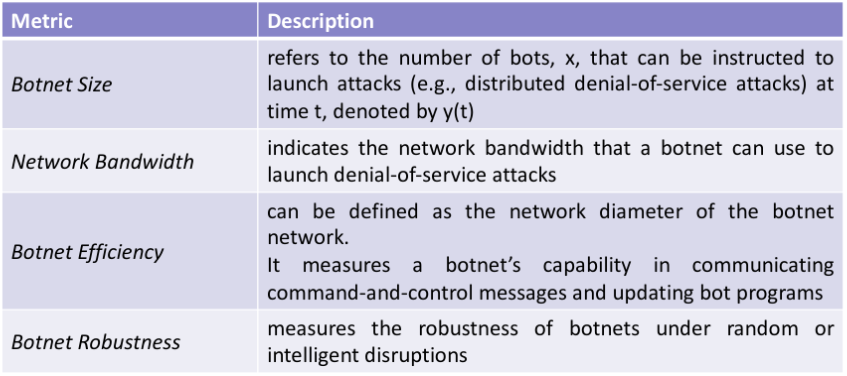 Metric Description
Botnet Size
refers to the number of bots, x, that can be instructed to
launch attacks (e.g., distributed denial-of-service attacks) at
time t, denoted by y(t)
Network Bandwidth
indicates the network bandwidth that a botnet can use to
launch denial-of-service attacks
Botnet Efficiency
can be defined as the network diameter of the botnet
network.
It measures a botnet’s capability in communicating
command-and-control messages and updating bot programs
Botnet Robustness
measures the robustness of botnets under random or
intelligent disruptions